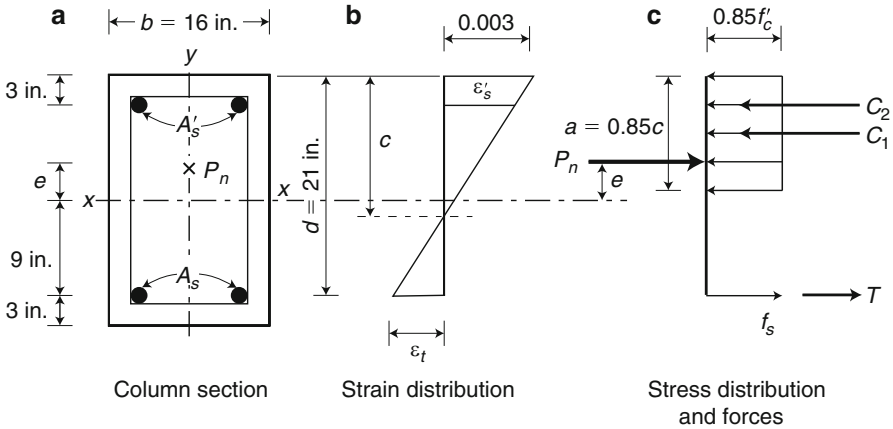 a
b = 16 in.
y
3 in.
A′s
e
Pn
x
x
9 in.
As
3 in.
Column section
b
0.003
ε′s
c
d = 21 in.
εt
Strain distribution
c
0.85f′c
C2
a = 0.85c
C1
Pn
e
T
fs
Stress distribution
and forces